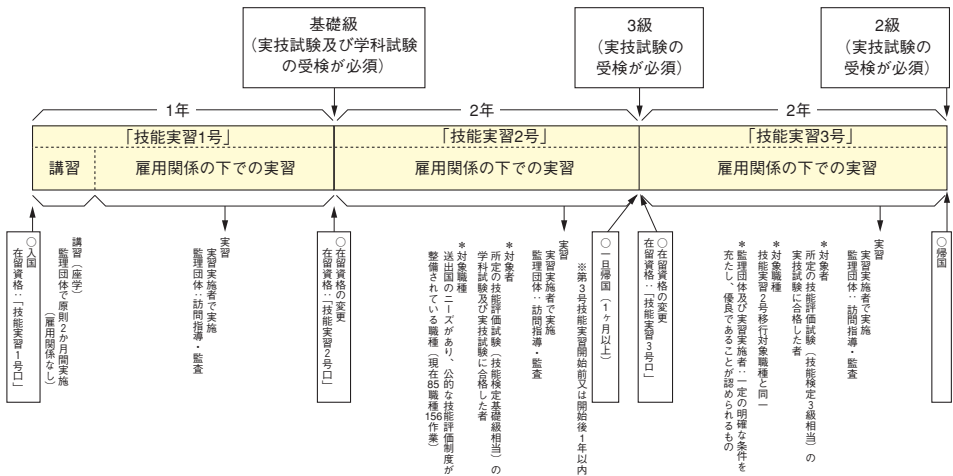 基礎級
(実技試験及び学科試験
の受検が必須)
3級
(実技試験の
受検が必須)
2級
(実技試験の
受検が必須)
1年
2年
2年
「技能実習1号」
「技能実習2号」
「技能実習3号」
講習
雇用関係の下での実習
雇用関係の下での実習
雇用関係の下での実習
○入国
在留資格:「技能実習1号ロ」
講習(座学)
監理団体で原則2か月間実施
(雇用関係なし)
実習
実習実施者で実施
監理団体:訪問指導・監査
○在留資格の変更
在留資格:「技能実習2号ロ」
*対象職種
送出国のニーズがあり、公的な技能評価制度が
整備されている職種(現在85職種156作業)
*対象者
所定の技能評価試験(技能検定基礎級相当)の
学科試験及び実技試験に合格した者
実習
実習実施者で実施
監理団体:訪問指導・監査
○一旦帰国(1ヶ月以上)
※第3号技能実習開始前又は開始後1年以内
○在留資格の変更
在留資格:「技能実習3号ロ」
*監理団体及び実習実施者:一定の明確な条件を
充たし、優良であることが認められるもの
*対象職種
技能実習2号移行対象職種と同一
*対象者
所定の技能評価試験(技能検定3級相当)の
実技試験に合格した者
実習
実習実施者で実施
監理団体:訪問指導・監査
○帰国